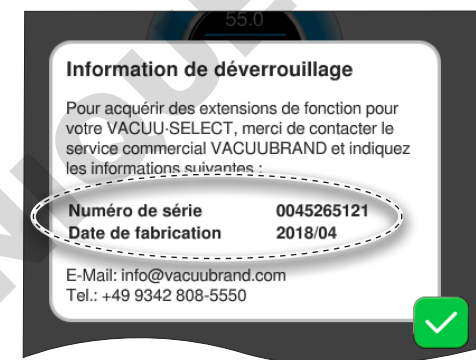 55.0
Information de déverrouillage
Pour acquérir des extensions de fonction pour
votre VACUU·SELECT, merci de contacter le
service commercial VACUUBRAND et indiquez
les informations suivantes :
Numéro de série 0045265121
Date de fabrication 2018/04
E-Mail: info@vacuubrand.com
Tel.: +49 9342 808-5550